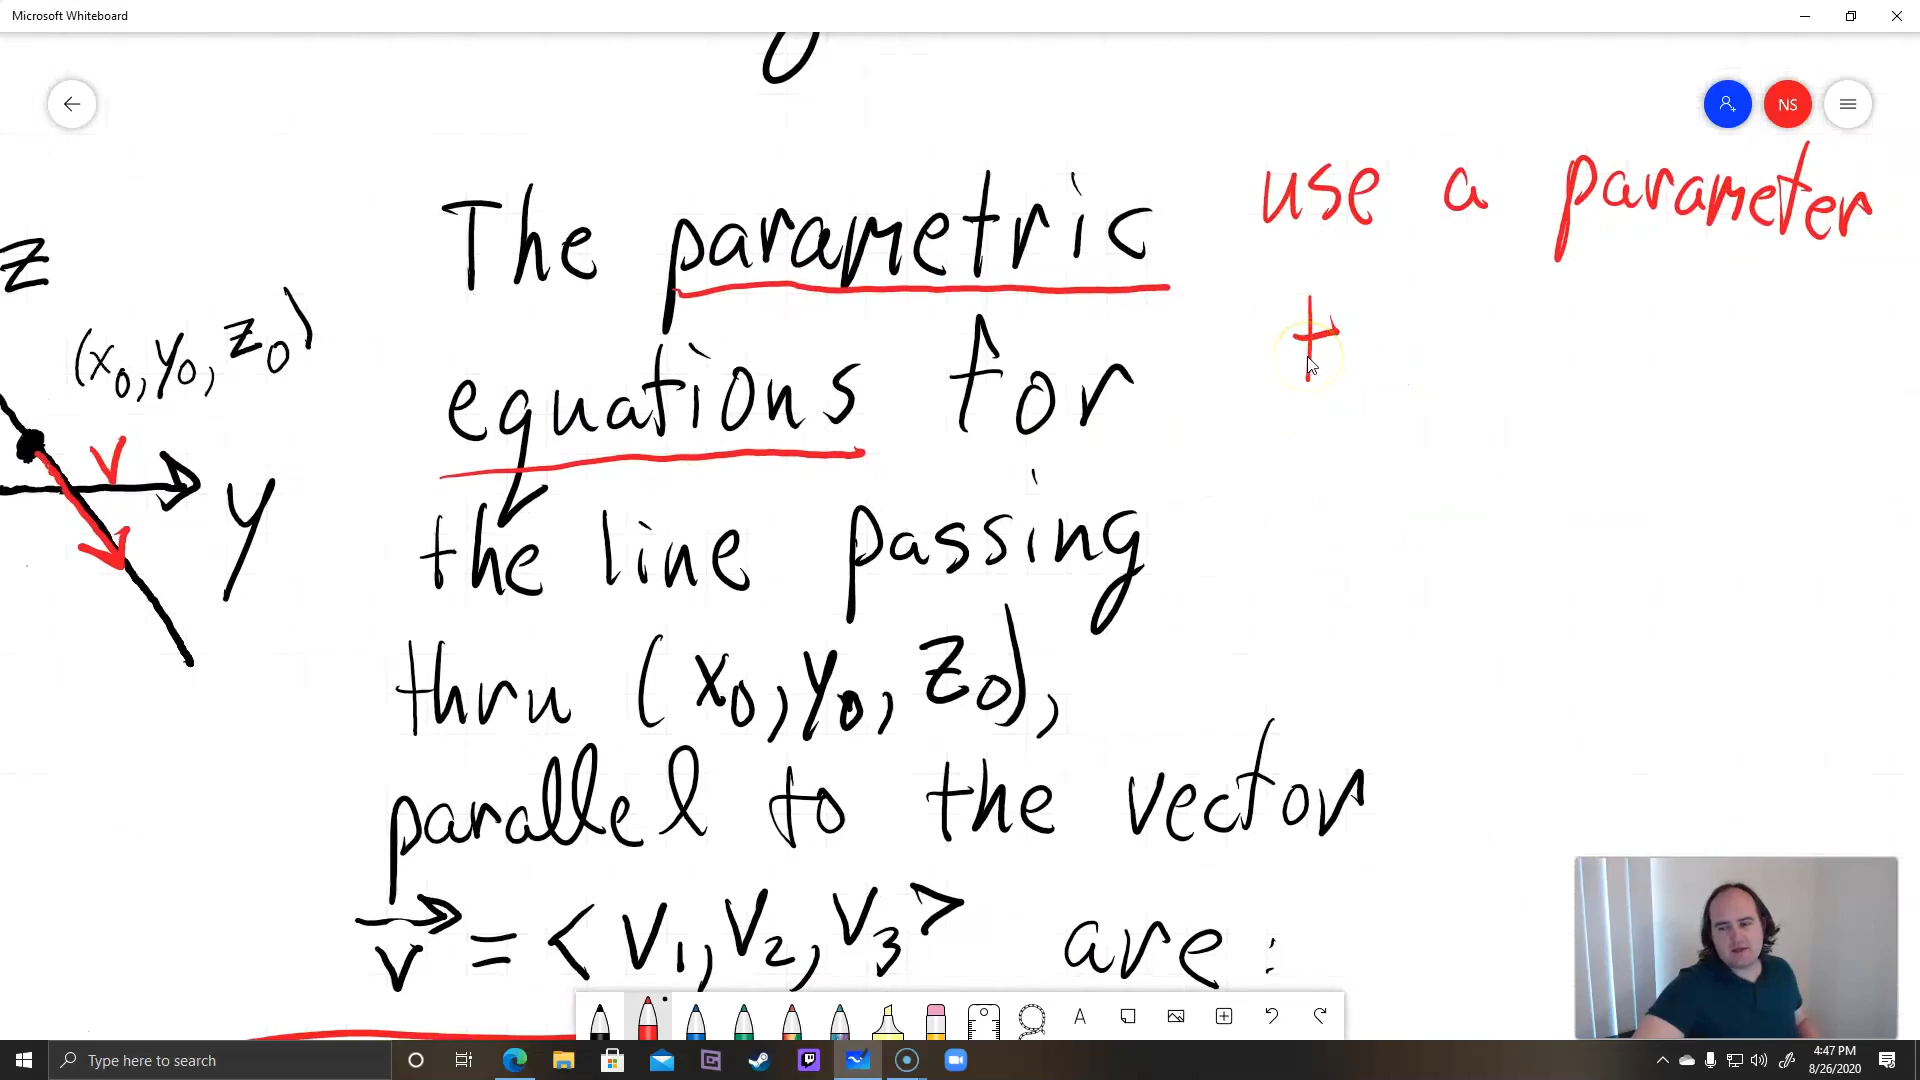 Microsoft Whiteboard
NS
use a parameter
t
The parametric
equations for
the line passing
thru (x₀, y₀, z₀),
parallel to the vector
v = < v₁, v₂, v₃ > are:
z
(x₀, y₀, z₀)
v
y
A
Type here to search
4:47 PM
8/26/2020